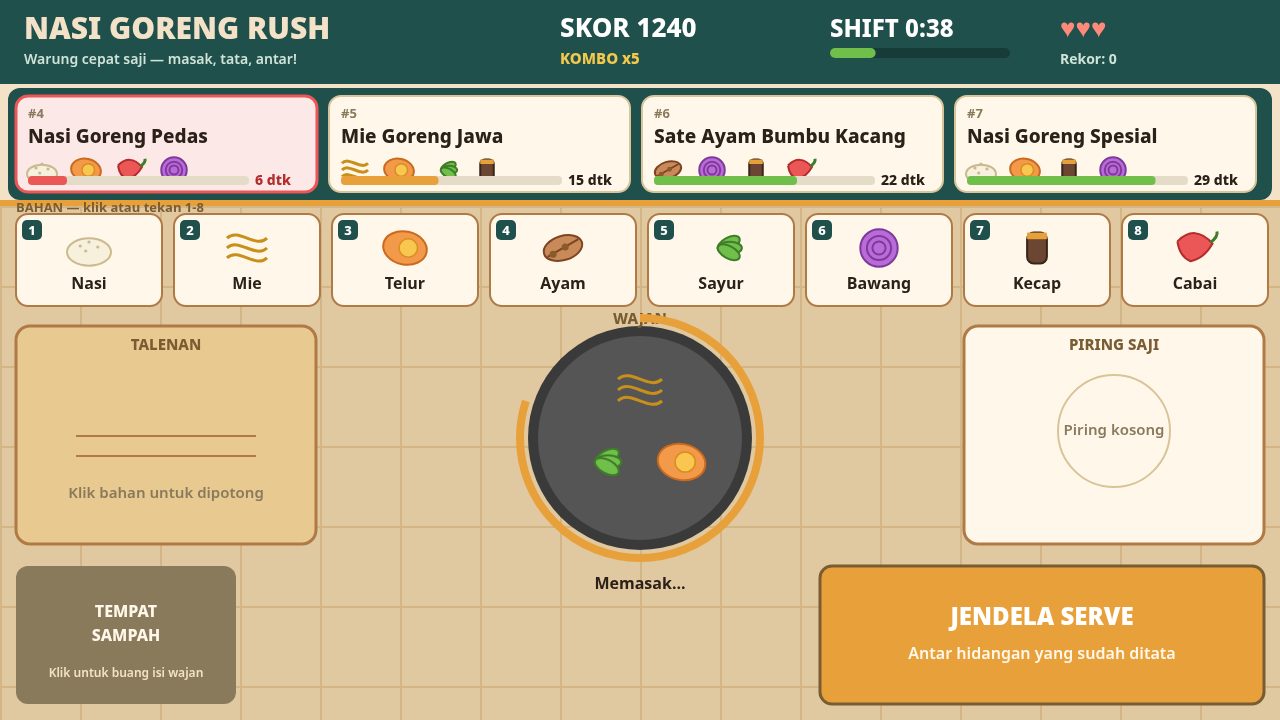 NASI GORENG RUSH
Warung cepat saji — masak, tata, antar!
SKOR 1240
KOMBO x5
SHIFT 0:38
♥♥♥
Rekor: 0
#4
Nasi Goreng Pedas
6 dtk
#5
Mie Goreng Jawa
15 dtk
#6
Sate Ayam Bumbu Kacang
22 dtk
#7
Nasi Goreng Spesial
29 dtk
BAHAN — klik atau tekan 1-8
1
Nasi
2
Mie
3
Telur
4
Ayam
5
Sayur
6
Bawang
7
Kecap
8
Cabai
TALENAN
Klik bahan untuk dipotong
WAJAN
Memasak...
PIRING SAJI
Piring kosong
TEMPAT
SAMPAH
Klik untuk buang isi wajan
JENDELA SERVE
Antar hidangan yang sudah ditata